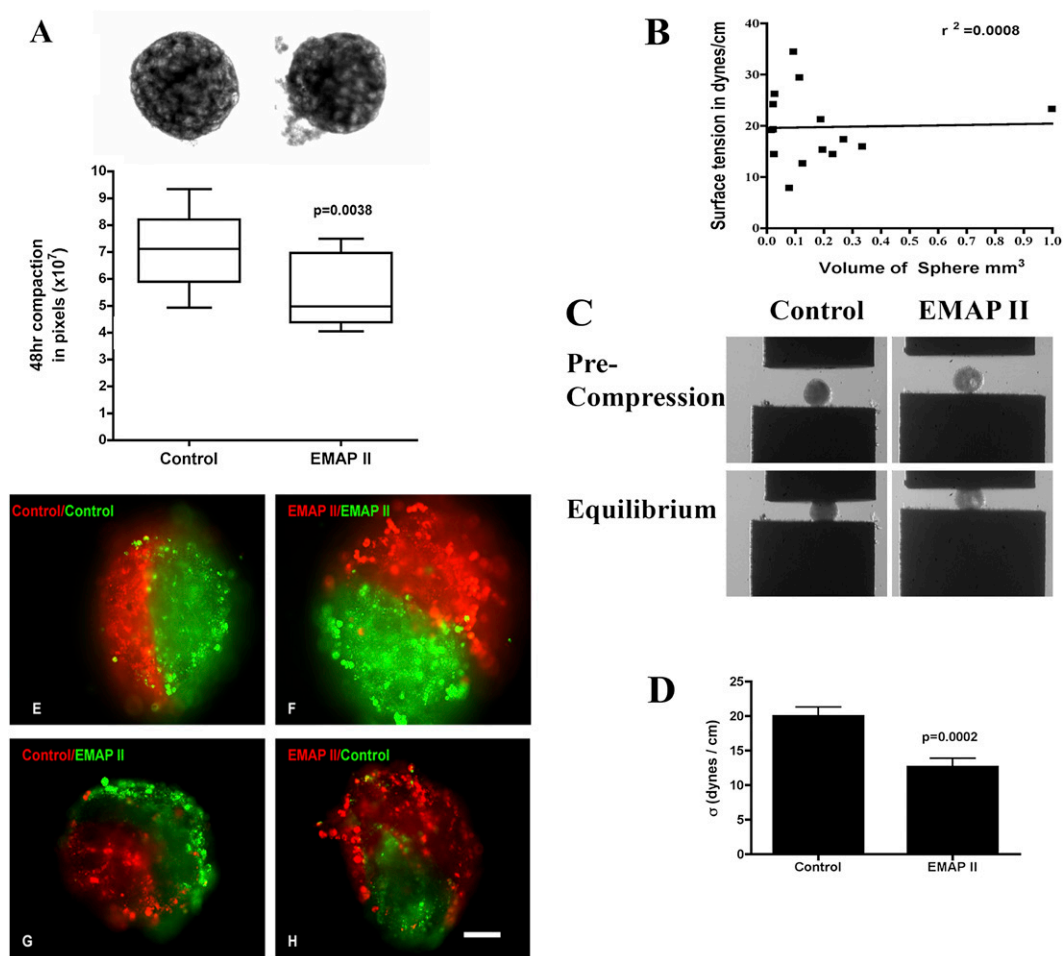 A
48hr compaction
in pixels (x10⁷)
10
9
8
7
6
5
4
3
2
1
0
p=0.0038
Control
EMAP II
B
r ² =0.0008
Surface tension in dynes/cm
40
30
20
10
0
0.0
0.1
0.2
0.3
0.4
0.5
0.6
0.7
0.8
0.9
1.0
Volume of Sphere mm³
C
Control
EMAP II
Pre-
Compression
Equilibrium
D
σ (dynes / cm)
25
20
15
10
5
0
p=0.0002
Control
EMAP II
Control/Control
E
EMAP II/EMAP II
F
Control/EMAP II
G
EMAP II/Control
H